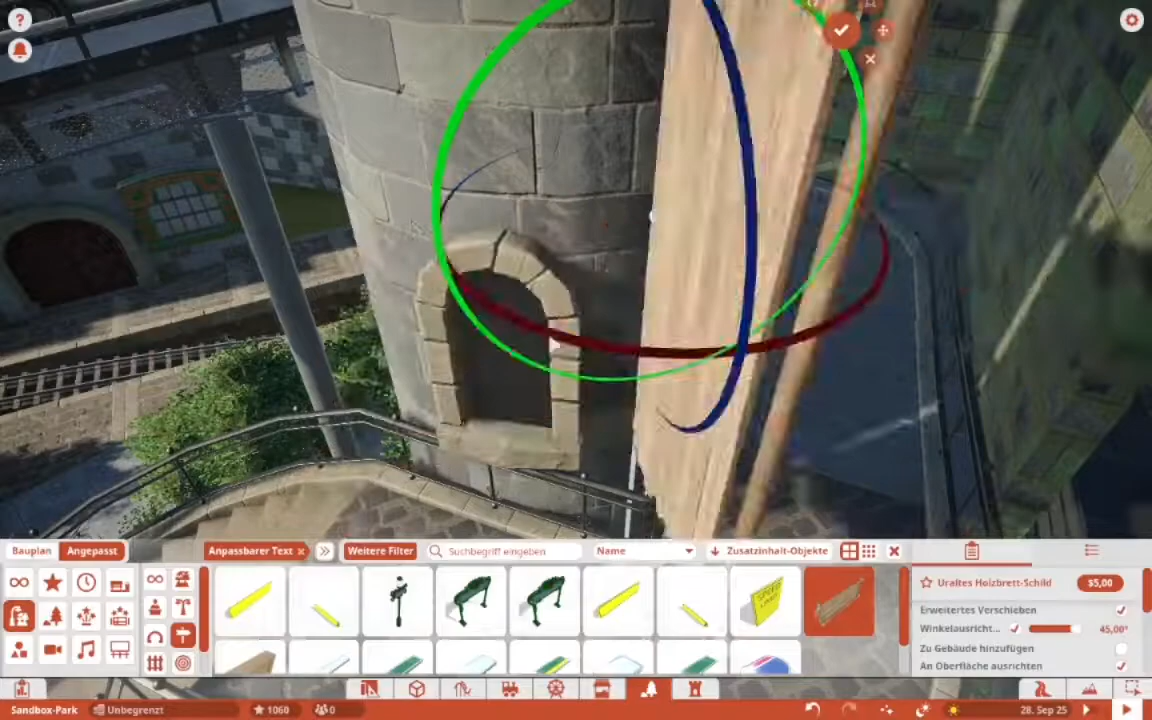 ?
Bauplan Angepasst Anpassbarer Text × » Weitere Filter Suchbegriff eingeben Name Zusatzinhalt-Objekte
Uraltes Holzbrett-Schild $5,00
Erweitertes Verschieben
Winkelausricht... 45,00°
Zu Gebäude hinzufügen
An Oberfläche ausrichten
Sandbox-Park Unbegrenzt 1060 0 28. Sep 25